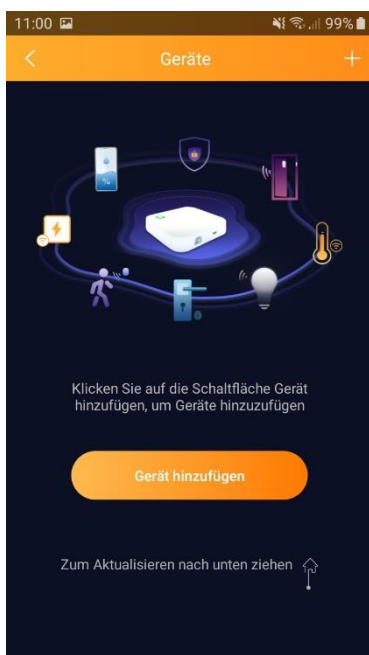 11:00 99%
Geräte
%
Klicken Sie auf die Schaltfläche Gerät
hinzufügen, um Geräte hinzuzufügen
Gerät hinzufügen
Zum Aktualisieren nach unten ziehen